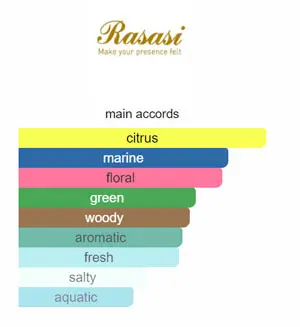 Rasasi
Make your presence felt
main accords
citrus
marine
floral
green
woody
aromatic
fresh
salty
aquatic